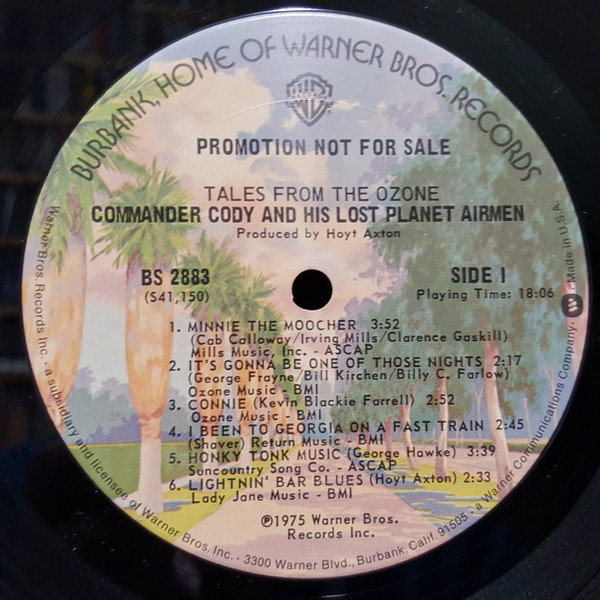 BURBANK, HOME OF WARNER BROS. RECORDS
WB
PROMOTION NOT FOR SALE
TALES FROM THE OZONE
COMMANDER CODY AND HIS LOST PLANET AIRMEN
Produced by Hoyt Axton
BS 2883
SIDE 1
(S41,150)
Playing Time: 18:06
1. MINNIE THE MOOCHER 3:52
(Cab Calloway/Irving Mills/Clarence Gaskill)
Mills Music, Inc. - ASCAP
2. IT'S GONNA BE ONE OF THOSE NIGHTS 2:17
(George Frayne/Bill Kirchen/Billy C. Farlow)
Ozone Music - BMI
3. CONNIE (Kevin Blackie Farrell) 2:52
Ozone Music - BMI
4. I BEEN TO GEORGIA ON A FAST TRAIN 2:45
(Shaver) Return Music - BMI
5. HONKY TONK MUSIC (George Hawke) 3:39
Suncountry Song Co. - ASCAP
6. LIGHTNIN' BAR BLUES (Hoyt Axton) 2:33
Lady Jane Music - BMI
℗1975 Warner Bros.
Records Inc.
Warner Bros. Records Inc. · a subsidiary and licensee of Warner Bros. Inc. · 3300 Warner Blvd., Burbank, Calif. 91505 · a Warner Communications Company. Made in U.S.A.